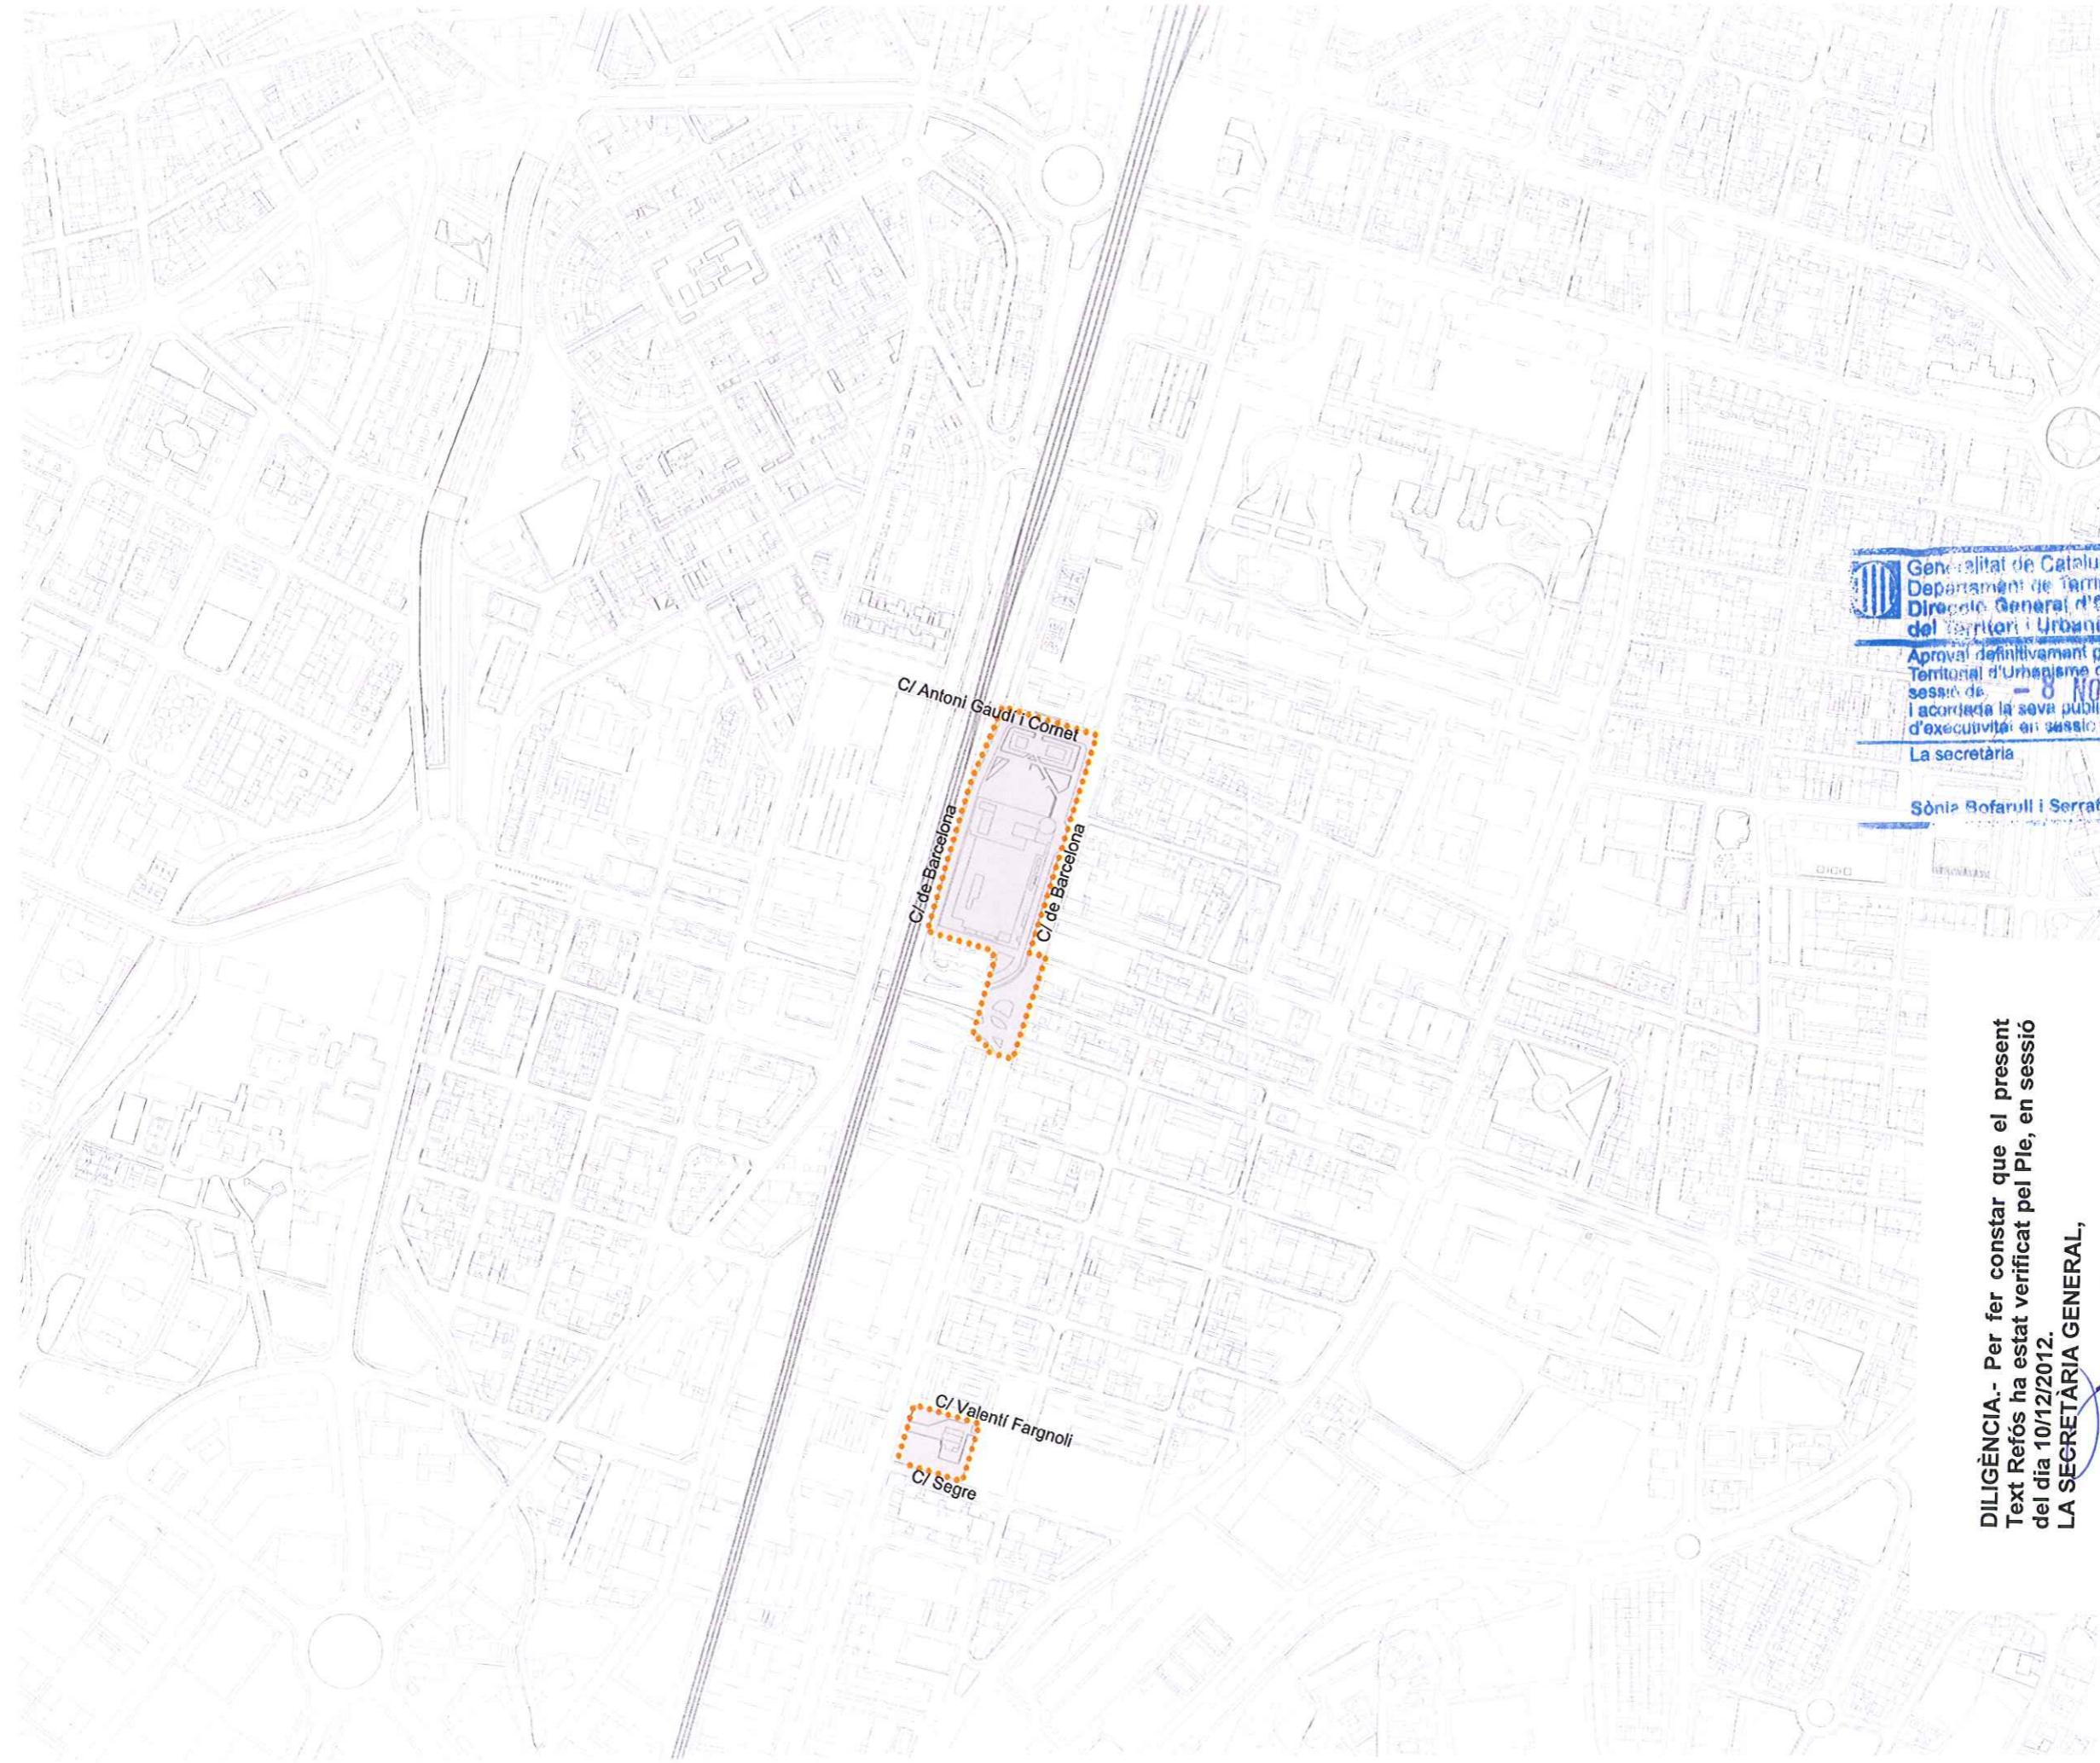 C/ Antoni Gaudí i Cornet
C/ de Barcelona
C/ de Barcelona
C/ Valentí Fargnoli
C/ Segre
Generalitat de Catalu
Departament de Terri
Direcció General d'
del Territori i Urbani
Aprovat definitivament p
Territorial d'Urbanisme d
sessió de - 8 NO
i acordada la seva publi
d'executivitat en sessió
La secretària
Sònia Bofarull i Serrat
DILIGÈNCIA.- Per fer constar que el present
Text Refós ha estat verificat pel Ple, en sessió
del dia 10/12/2012.
LA SECRETÀRIA GENERAL,